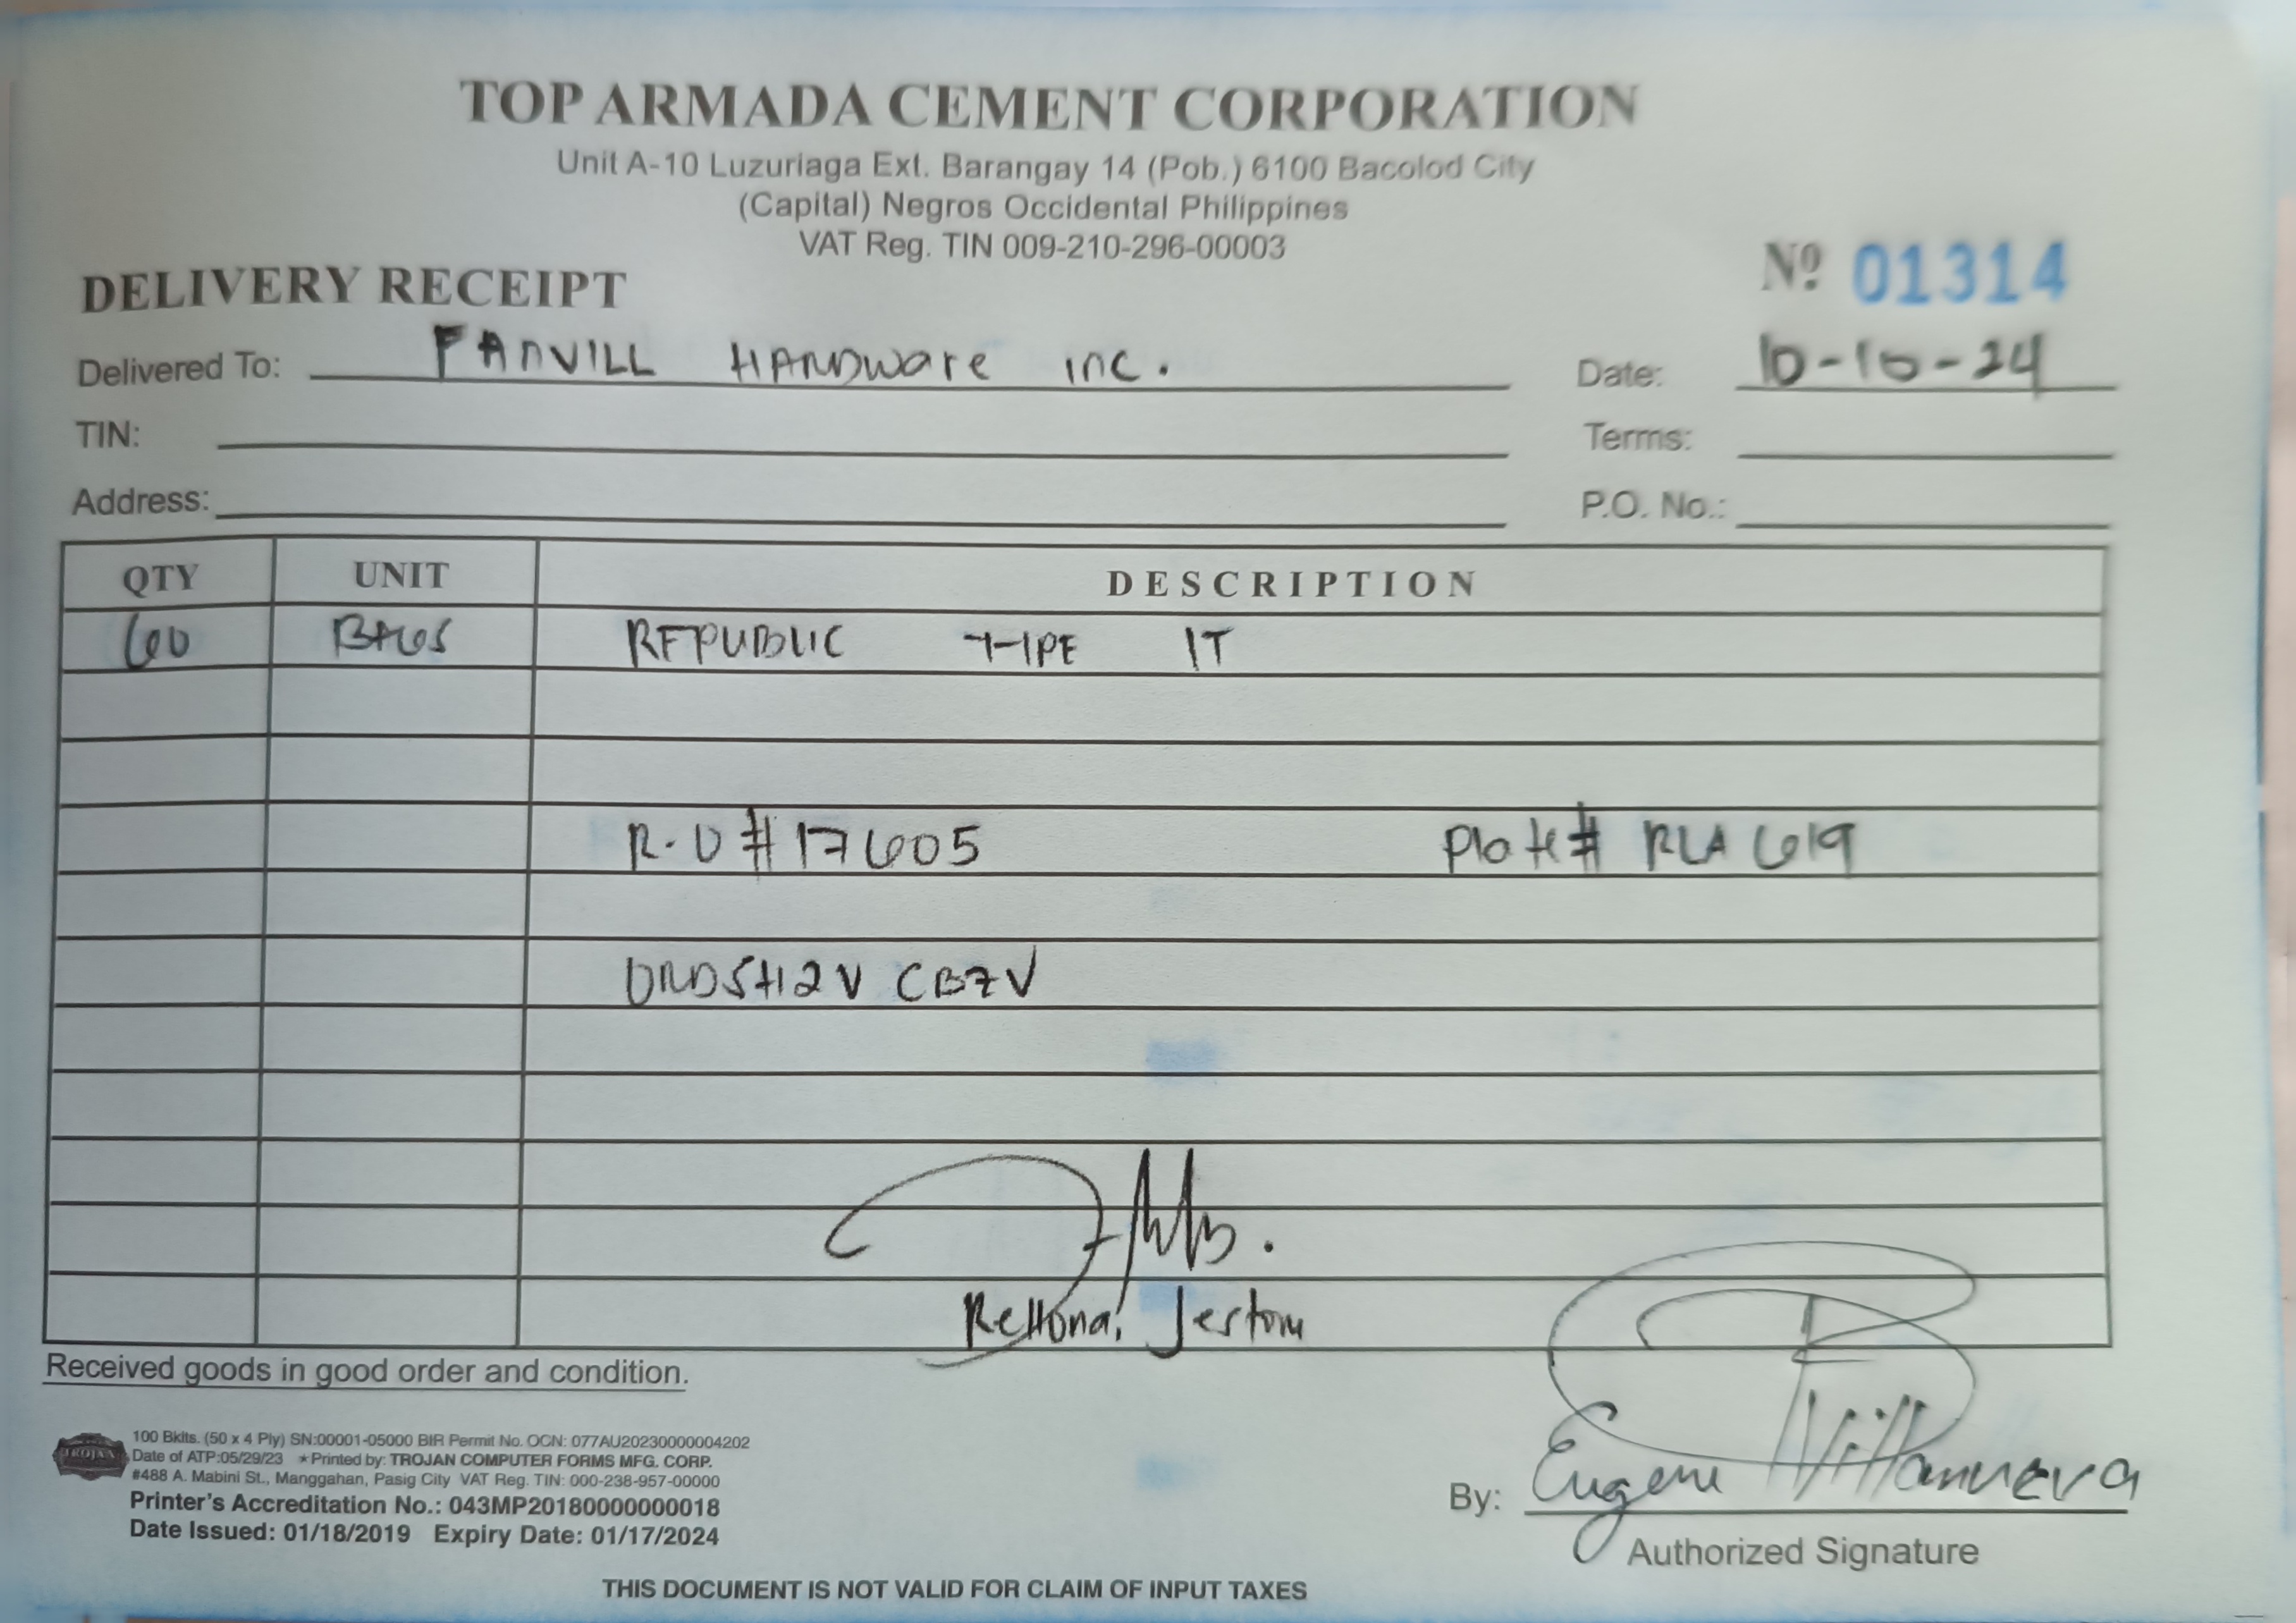 TOP ARMADA CEMENT CORPORATION
Unit A-10 Luzuriaga Ext. Barangay 14 (Pob.) 6100 Bacolod City
(Capital) Negros Occidental Philippines
VAT Reg. TIN 009-210-296-00003
DELIVERY RECEIPT
Nº 01314
Delivered To: FANVILL HARDware inc.
Date: 10-10-24
TIN:
Terms:
Address:
P.O. No.:
QTY UNIT DESCRIPTION
60 BAGS REPUBLIC TYPE 1T
R.O # 17605 Plate # RLA 619
CBZV
Jestoni
Received goods in good order and condition.
TROJAN
100 Bklts. (50 x 4 Ply) SN:00001-05000 BIR Permit No. OCN: 077AU20230000004202
Date of ATP:05/29/23 ★Printed by: TROJAN COMPUTER FORMS MFG. CORP.
#488 A. Mabini St., Manggahan, Pasig City VAT Reg. TIN: 000-238-957-00000
Printer's Accreditation No.: 043MP20180000000018
Date Issued: 01/18/2019 Expiry Date: 01/17/2024
By: Eugene Villanueva
Authorized Signature
THIS DOCUMENT IS NOT VALID FOR CLAIM OF INPUT TAXES